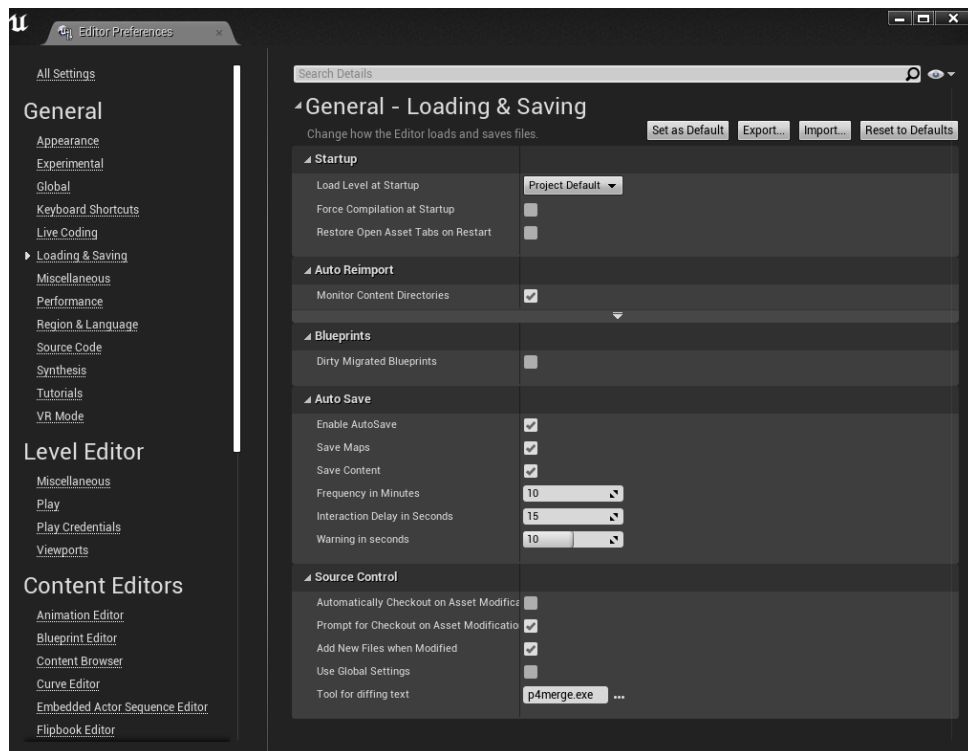 Editor Preferences
All Settings
General
Appearance
Experimental
Global
Keyboard Shortcuts
Live Coding
Loading & Saving
Miscellaneous
Performance
Region & Language
Source Code
Synthesis
Tutorials
VR Mode
Level Editor
Miscellaneous
Play
Play Credentials
Viewports
Content Editors
Animation Editor
Blueprint Editor
Content Browser
Curve Editor
Embedded Actor Sequence Editor
Flipbook Editor
Search Details
General - Loading & Saving
Change how the Editor loads and saves files.
Set as Default Export... Import... Reset to Defaults
Startup
Load Level at Startup Project Default
Force Compilation at Startup
Restore Open Asset Tabs on Restart
Auto Reimport
Monitor Content Directories
Blueprints
Dirty Migrated Blueprints
Auto Save
Enable AutoSave
Save Maps
Save Content
Frequency in Minutes 10
Interaction Delay in Seconds 15
Warning in seconds 10
Source Control
Automatically Checkout on Asset Modifica
Prompt for Checkout on Asset Modificatio
Add New Files when Modified
Use Global Settings
Tool for diffing text p4merge.exe ...